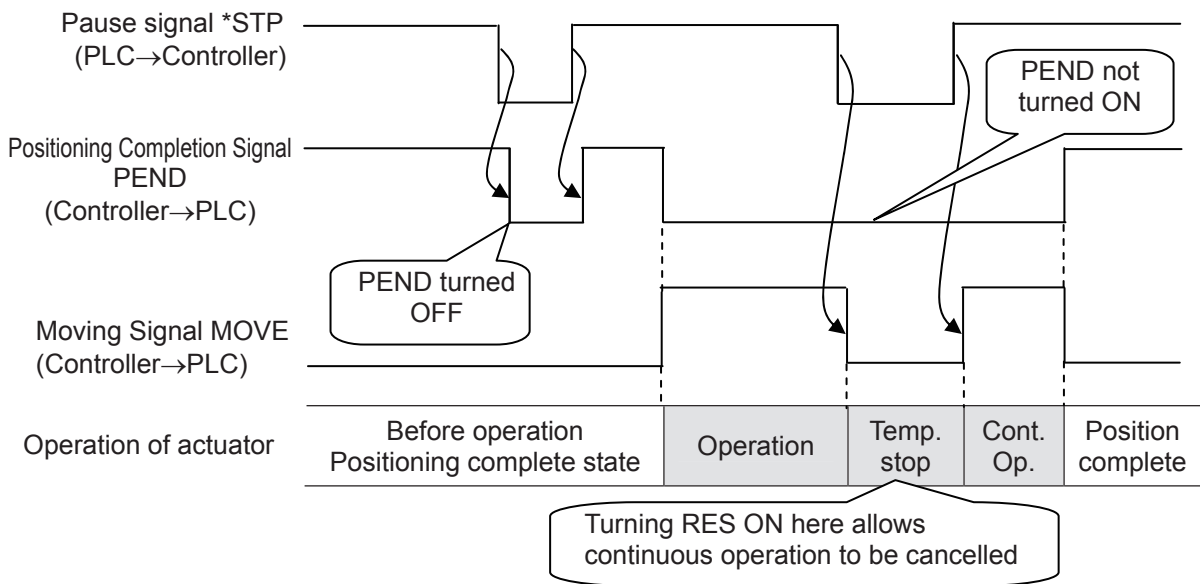 Pause signal *STP
(PLC→Controller)
PEND not
turned ON
Positioning Completion Signal
PEND
(Controller→PLC)
PEND turned
OFF
Moving Signal MOVE
(Controller→PLC)
Operation of actuator
Before operation
Positioning complete state
Operation
Temp.
stop
Cont.
Op.
Position
complete
Turning RES ON here allows
continuous operation to be cancelled